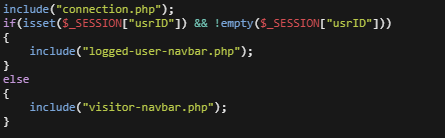 include("connection.php");
if(isset($_SESSION["usrID"]) && !empty($_SESSION["usrID"]))
{
    include("logged-user-navbar.php");
}
else
{
    include("visitor-navbar.php");
}